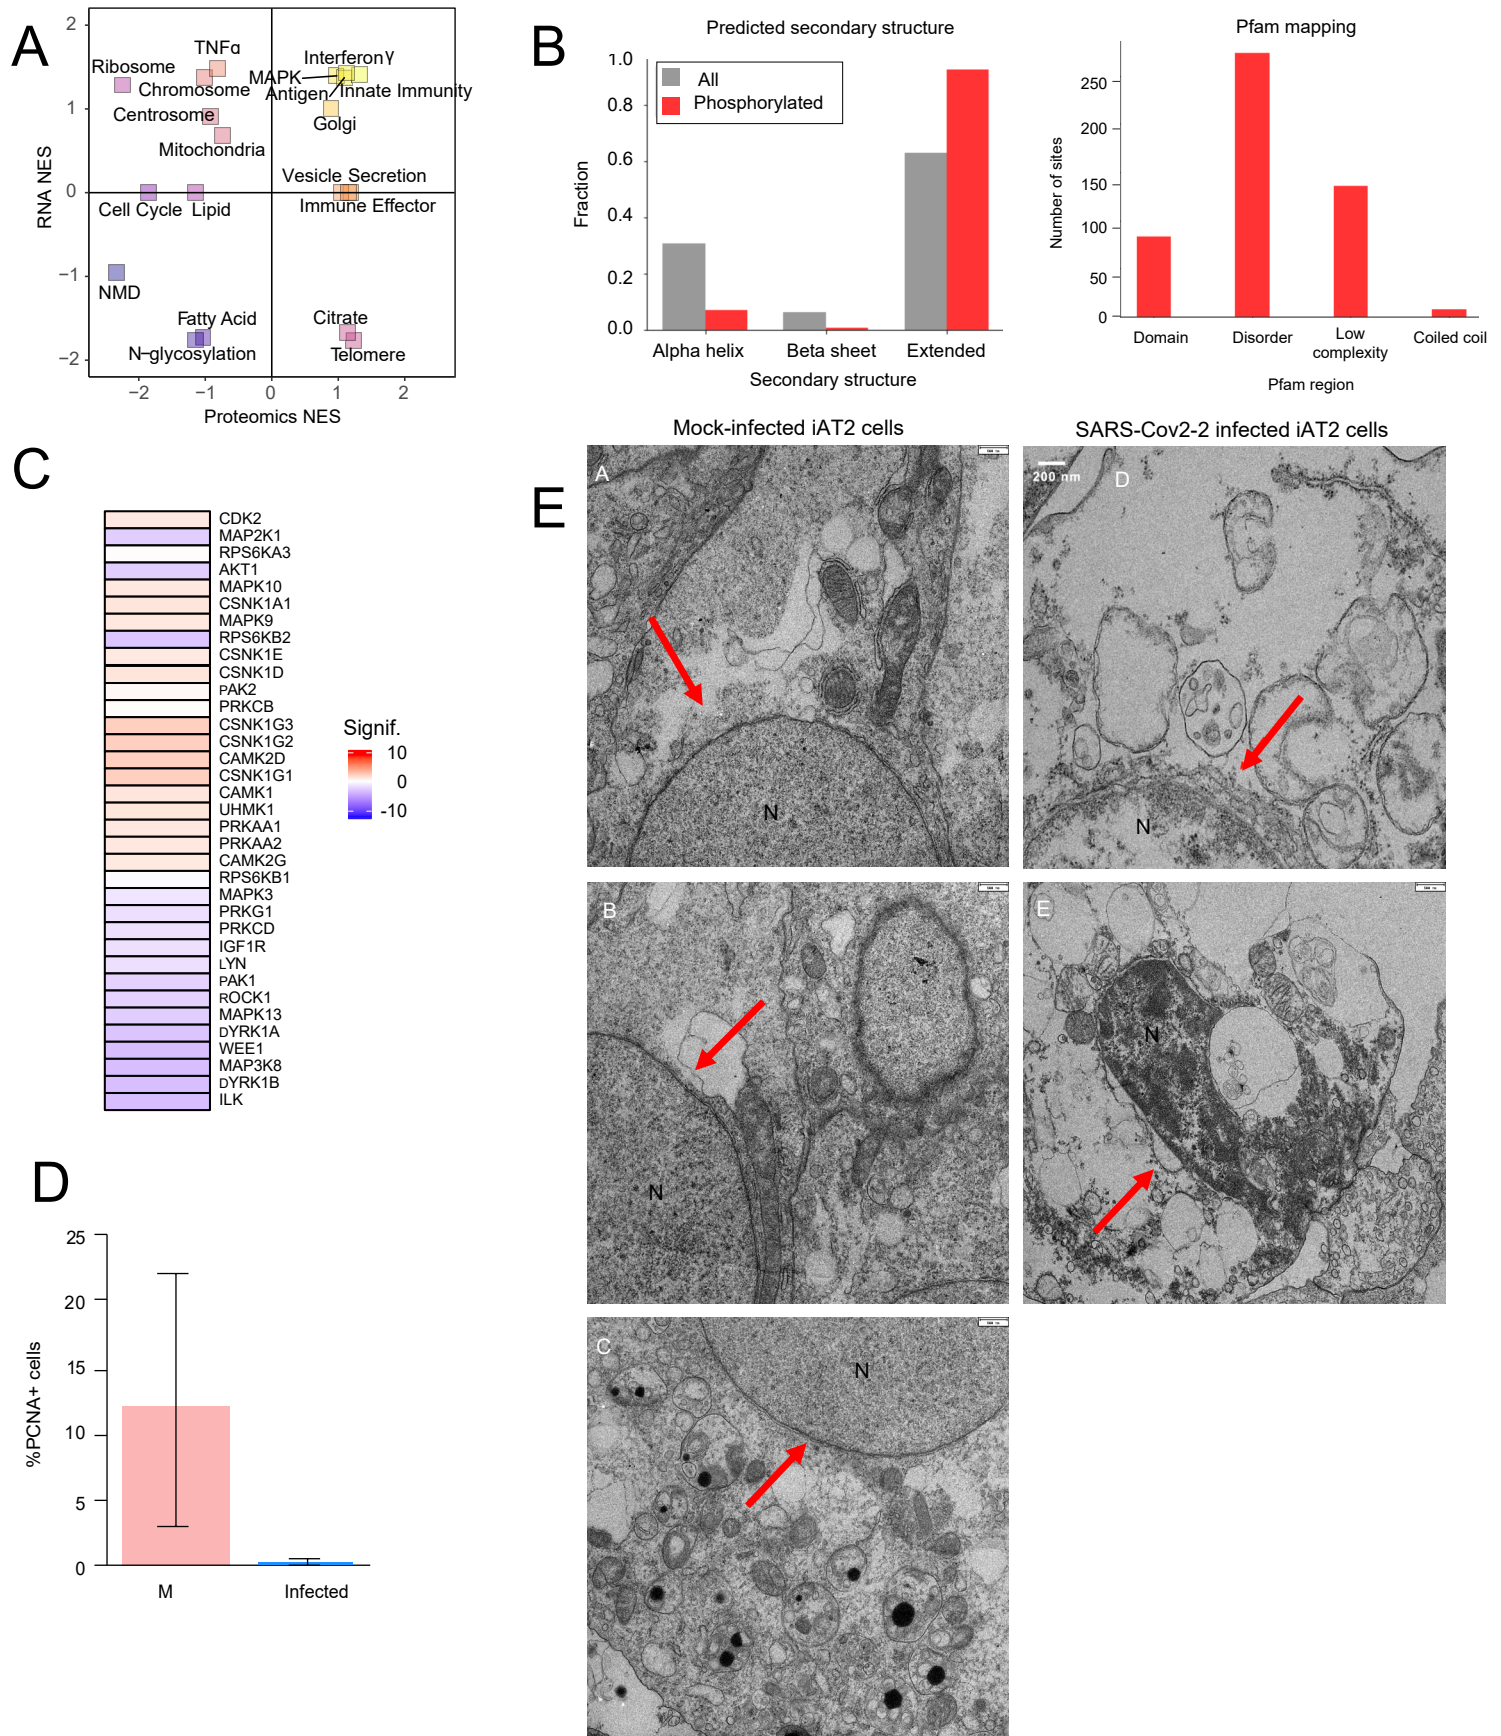 A
2
1
0
−1
−2
RNA NES
TNFɑ
Ribosome
Chromosome
Centrosome
Mitochondria
Interferon γ
MAPK
Antigen
Innate Immunity
Golgi
Vesicle Secretion
Immune Effector
Cell Cycle
Lipid
NMD
Fatty Acid
N−glycosylation
Citrate
Telomere
−2
−1
0
1
2
Proteomics NES
B
Predicted secondary structure
All
Phosphorylated
1.0
0.8
0.6
0.4
0.2
0.0
Fraction
Alpha helix
Beta sheet
Extended
Secondary structure
Pfam mapping
250
200
150
100
50
0
Number of sites
Domain
Disorder
Low
complexity
Coiled coil
Pfam region
C
CDK2
MAP2K1
RPS6KA3
AKT1
MAPK10
CSNK1A1
MAPK9
RPS6KB2
CSNK1E
CSNK1D
PAK2
PRKCB
CSNK1G3
CSNK1G2
CAMK2D
CSNK1G1
CAMK1
UHMK1
PRKAA1
PRKAA2
CAMK2G
RPS6KB1
MAPK3
PRKG1
PRKCD
IGF1R
LYN
PAK1
ROCK1
MAPK13
DYRK1A
WEE1
MAP3K8
DYRK1B
ILK
Signif.
10
0
-10
D
25
20
15
10
5
0
%PCNA+ cells
M
Infected
E
Mock-infected iAT2 cells
SARS-Cov2-2 infected iAT2 cells
A
N
200 nm
D
N
B
N
E
N
C
N